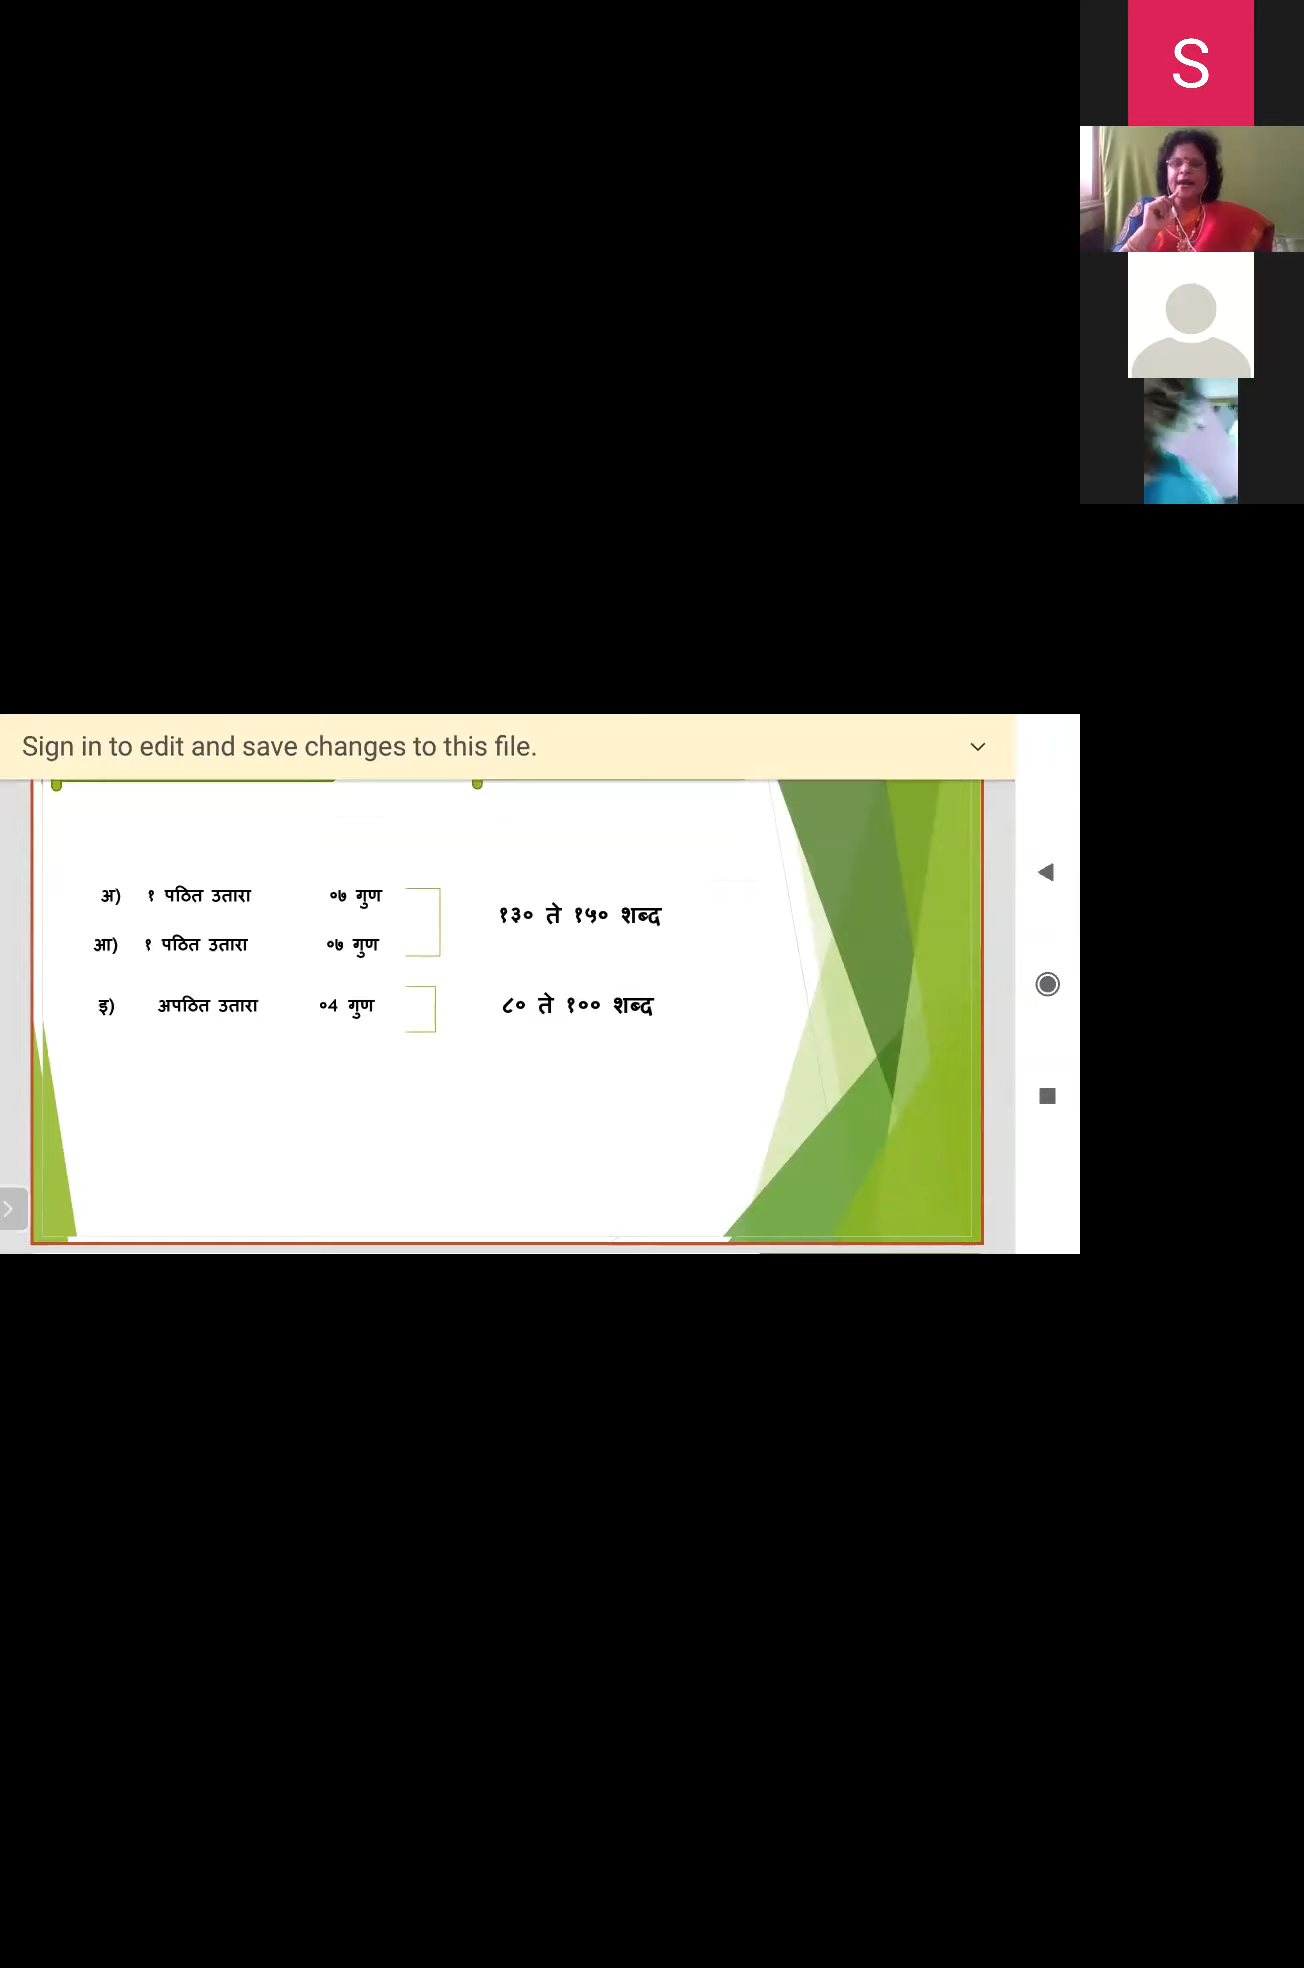 S
Sign in to edit and save changes to this file.
अ) १ पठित उतारा ०७ गुण
१३० ते १५० शब्द
आ) १ पठित उतारा ०७ गुण
इ) अपठित उतारा ०4 गुण ८० ते १०० शब्द